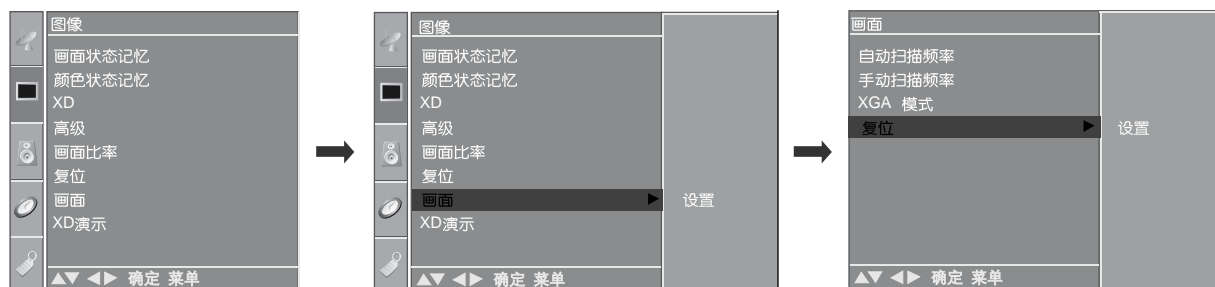 图像
画面状态记忆
颜色状态记忆
XD
高级
画面比率
复位
画面
XD演示
▲▼ ◀▶ 确定 菜单
图像
画面状态记忆
颜色状态记忆
XD
高级
画面比率
复位
画面 ▶ 设置
XD演示
▲▼ ◀▶ 确定 菜单
画面
自动扫描频率
手动扫描频率
XGA 模式
复位 ▶ 设置
▲▼ ◀▶ 确定 菜单